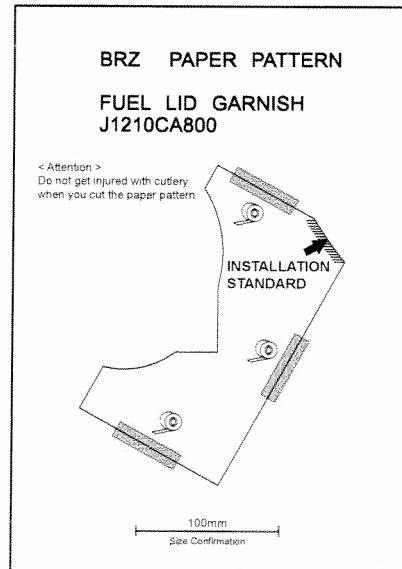 BRZ PAPER PATTERN
FUEL LID GARNISH
J1210CA800
< Attention >
Do not get injured with cutlery
when you cut the paper pattern
INSTALLATION
STANDARD
100mm
Size Confirmation